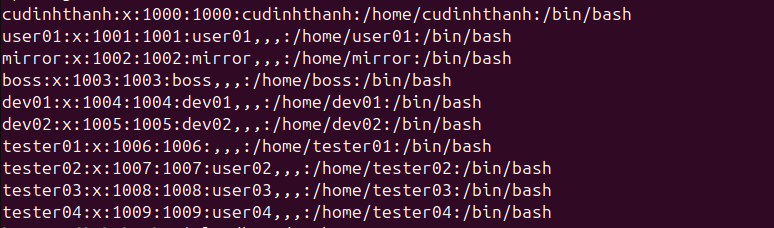 cudinhthanh:x:1000:1000:cudinhthanh:/home/cudinhthanh:/bin/bash
user01:x:1001:1001:user01,,,:/home/user01:/bin/bash
mirror:x:1002:1002:mirror,,,:/home/mirror:/bin/bash
boss:x:1003:1003:boss,,,:/home/boss:/bin/bash
dev01:x:1004:1004:dev01,,,:/home/dev01:/bin/bash
dev02:x:1005:1005:dev02,,,:/home/dev02:/bin/bash
tester01:x:1006:1006:,,,:/home/tester01:/bin/bash
tester02:x:1007:1007:user02,,,:/home/tester02:/bin/bash
tester03:x:1008:1008:user03,,,:/home/tester03:/bin/bash
tester04:x:1009:1009:user04,,,:/home/tester04:/bin/bash